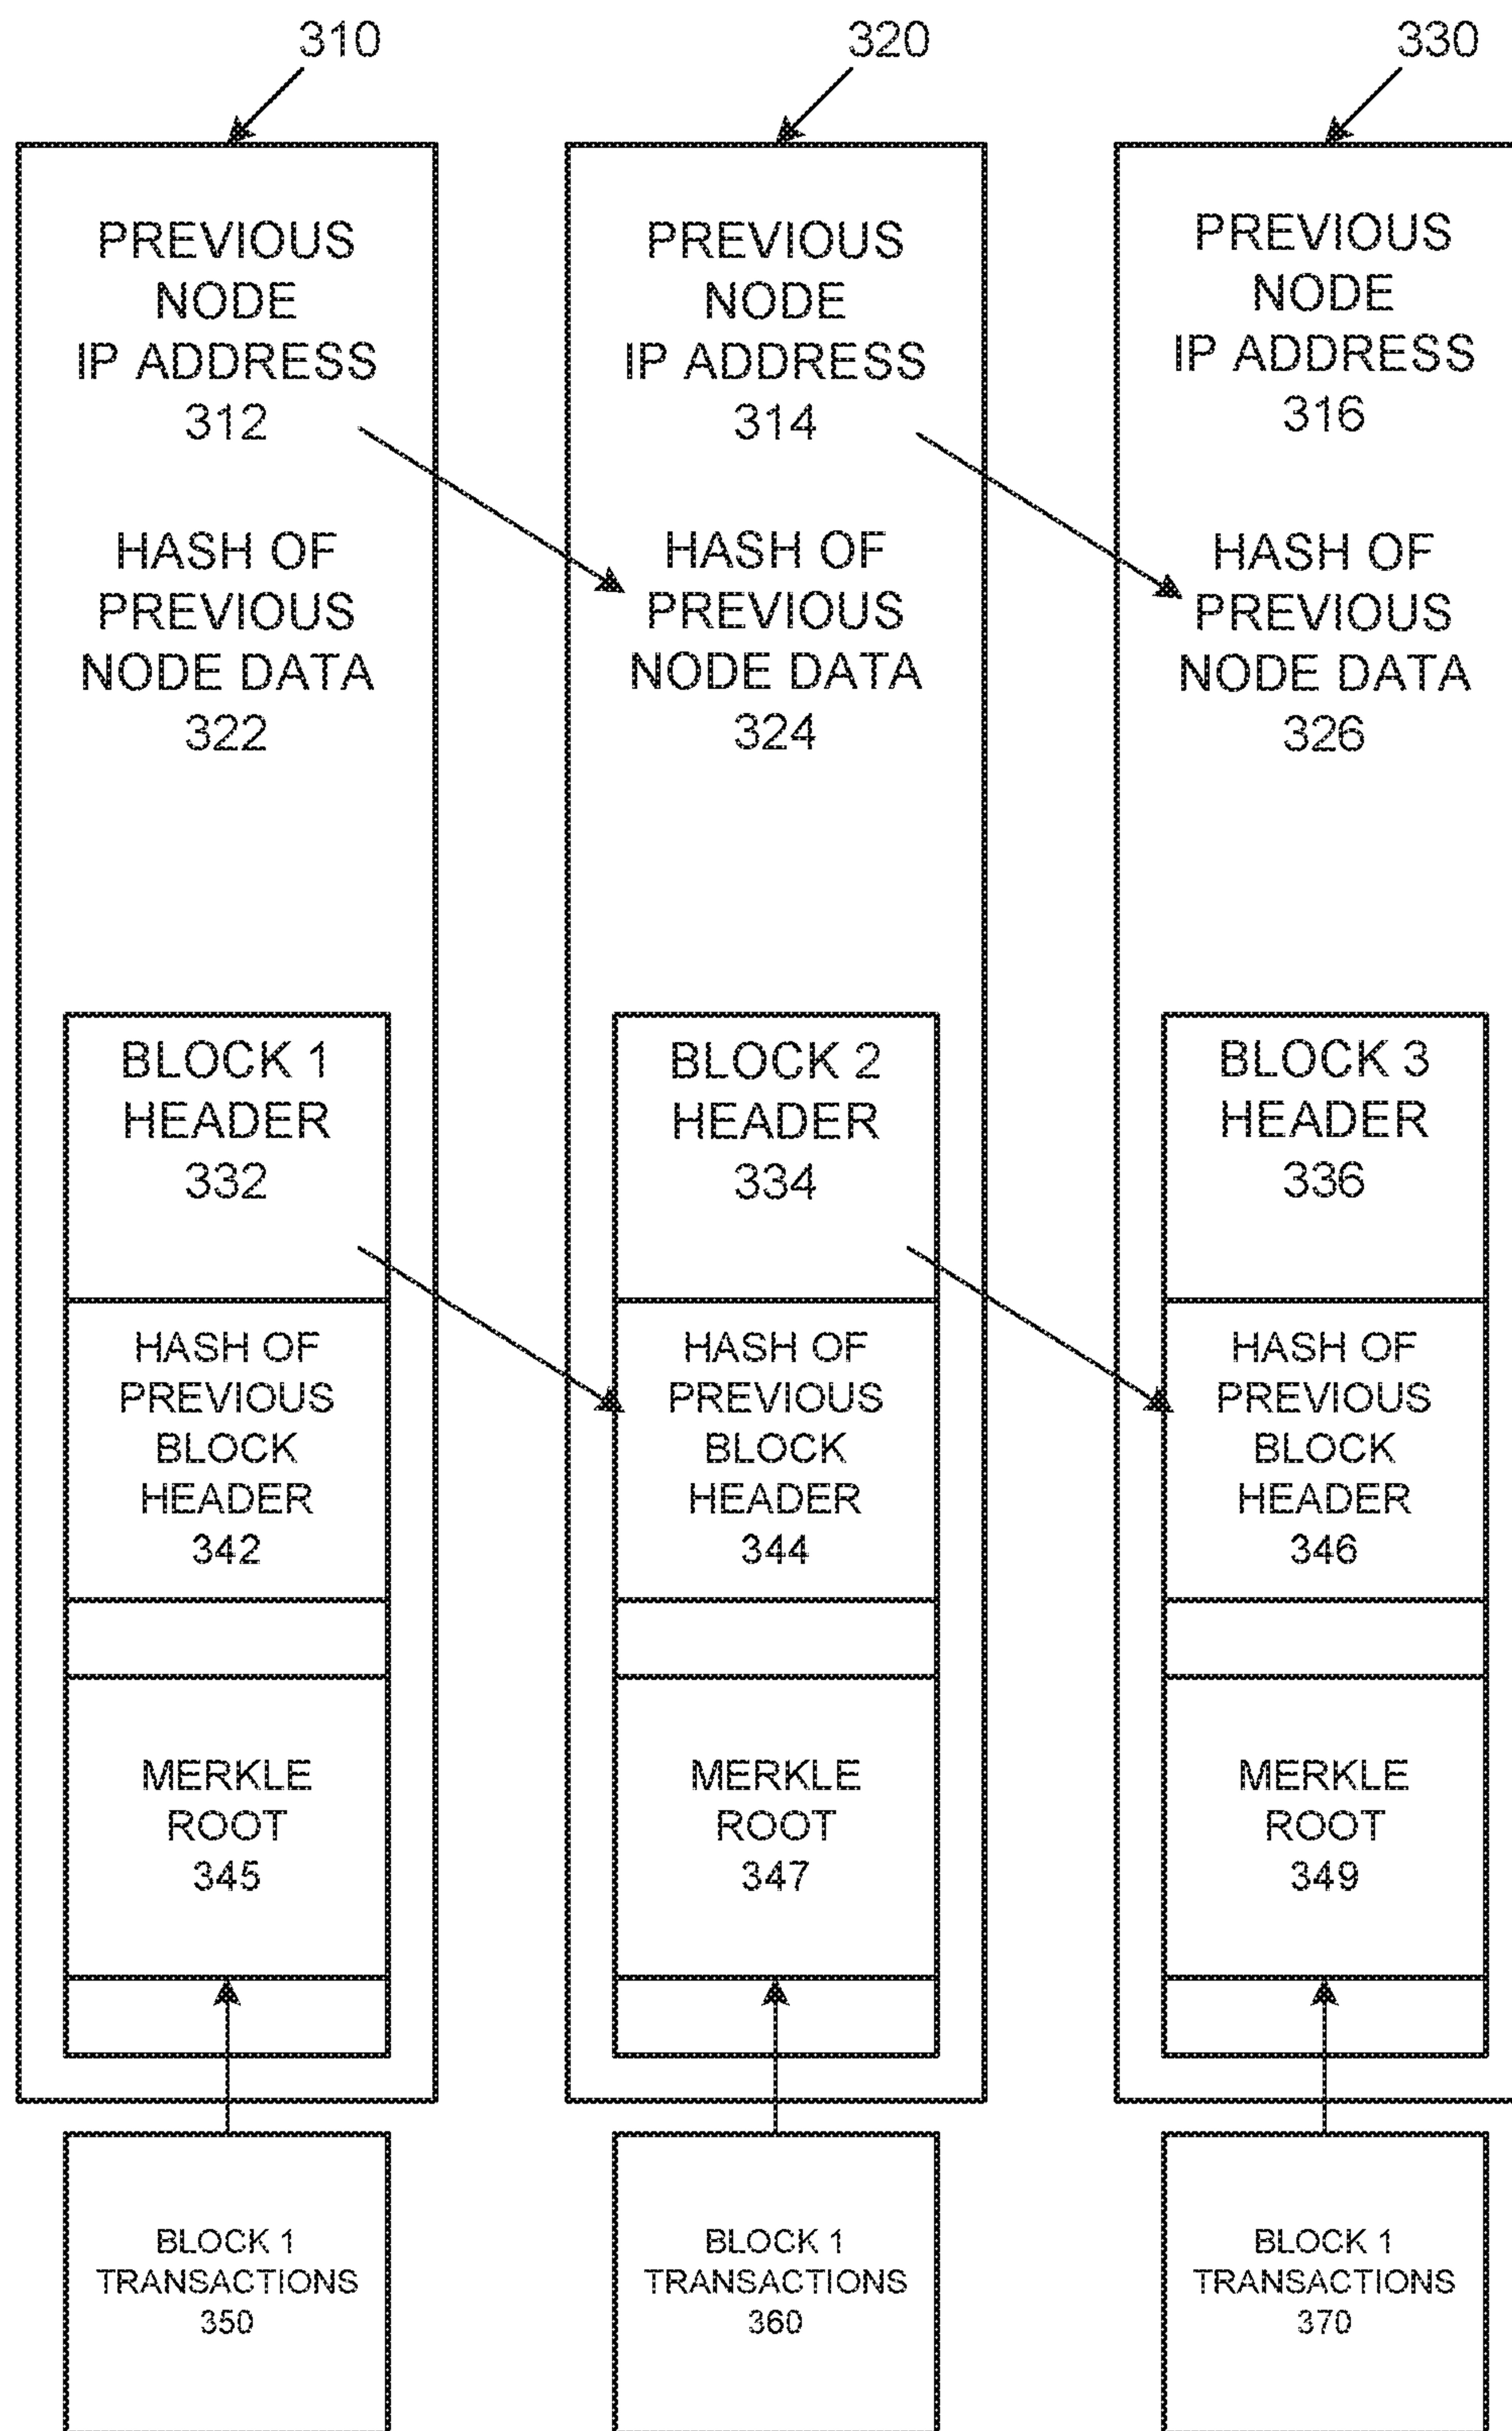 310
320
330
PREVIOUS
NODE
IP ADDRESS
312
HASH OF
PREVIOUS
NODE DATA
322
BLOCK 1
HEADER
332
HASH OF
PREVIOUS
BLOCK
HEADER
342
MERKLE
ROOT
345
BLOCK 1
TRANSACTIONS
350
PREVIOUS
NODE
IP ADDRESS
314
HASH OF
PREVIOUS
NODE DATA
324
BLOCK 2
HEADER
334
HASH OF
PREVIOUS
BLOCK
HEADER
344
MERKLE
ROOT
347
BLOCK 1
TRANSACTIONS
360
PREVIOUS
NODE
IP ADDRESS
316
HASH OF
PREVIOUS
NODE DATA
326
BLOCK 3
HEADER
336
HASH OF
PREVIOUS
BLOCK
HEADER
346
MERKLE
ROOT
349
BLOCK 1
TRANSACTIONS
370